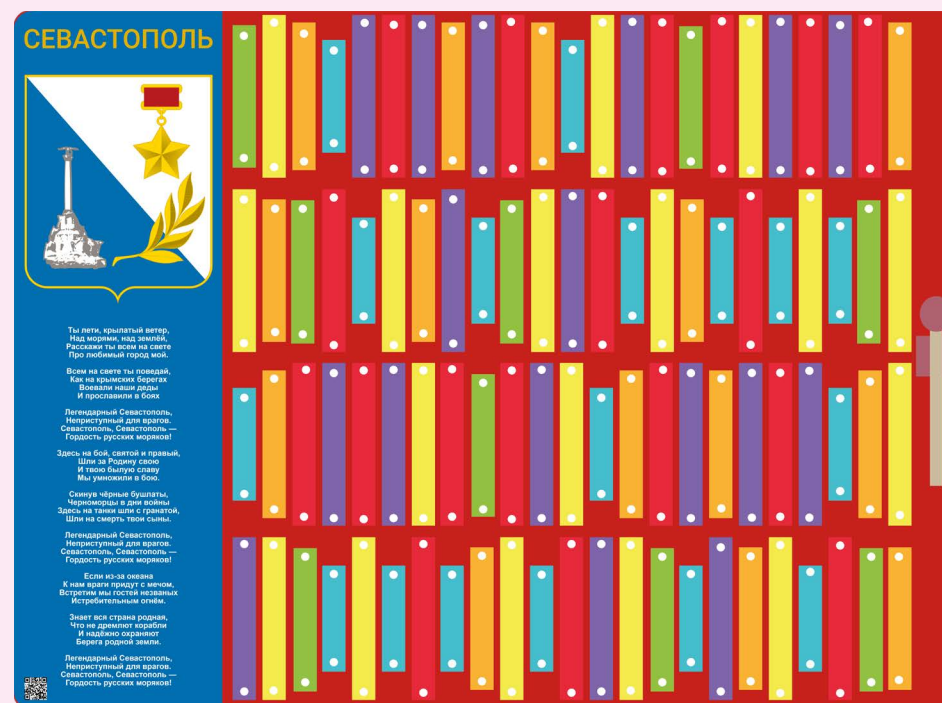 СЕВАСТОПОЛЬ
Ты лети, крылатый ветер,
Над морями, над землёй,
Расскажи ты всем на свете
Про любимый город мой.
Всем на свете ты поведай,
Как на крымских берегах
Воевали наши деды
И прославили в боях
Легендарный Севастополь,
Неприступный для врагов.
Севастополь, Севастополь —
Гордость русских моряков!
Здесь на бой, святой и правый,
Шли за Родину свою
И твою былую славу
Мы умножили в бою.
Скинув чёрные бушлаты,
Черноморцы в дни войны
Здесь на танки шли с гранатой,
Шли на смерть твои сыны.
Легендарный Севастополь,
Неприступный для врагов.
Севастополь, Севастополь —
Гордость русских моряков!
Если из-за океана
К нам враги придут с мечом,
Встретим мы гостей незваных
Истребительным огнём.
Знает вся страна родная,
Что не дремлют корабли
И надёжно охраняют
Берега родной земли.
Легендарный Севастополь,
Неприступный для врагов.
Севастополь, Севастополь —
Гордость русских моряков!